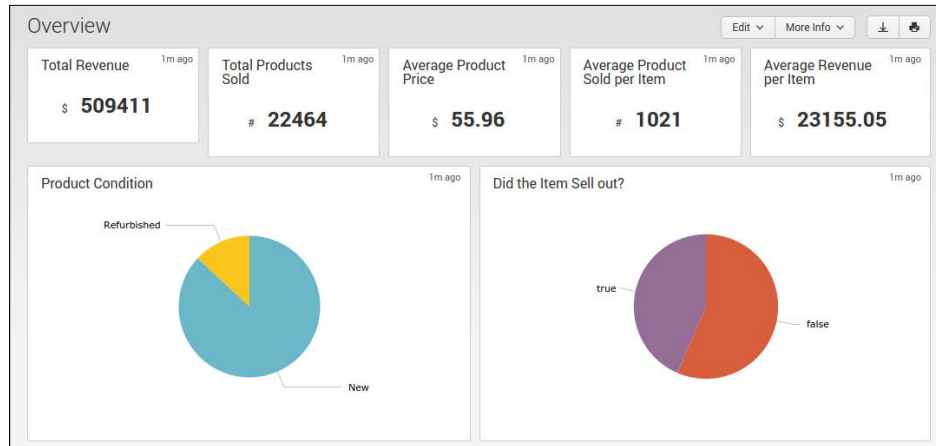 Overview
Edit
More Info
Total Revenue
1m ago
$ 509411
Total Products
Sold
1m ago
# 22464
Average Product
Price
1m ago
$ 55.96
Average Product
Sold per Item
1m ago
# 1021
Average Revenue
per Item
1m ago
$ 23155.05
Product Condition
1m ago
Refurbished
New
Did the Item Sell out?
1m ago
true
false